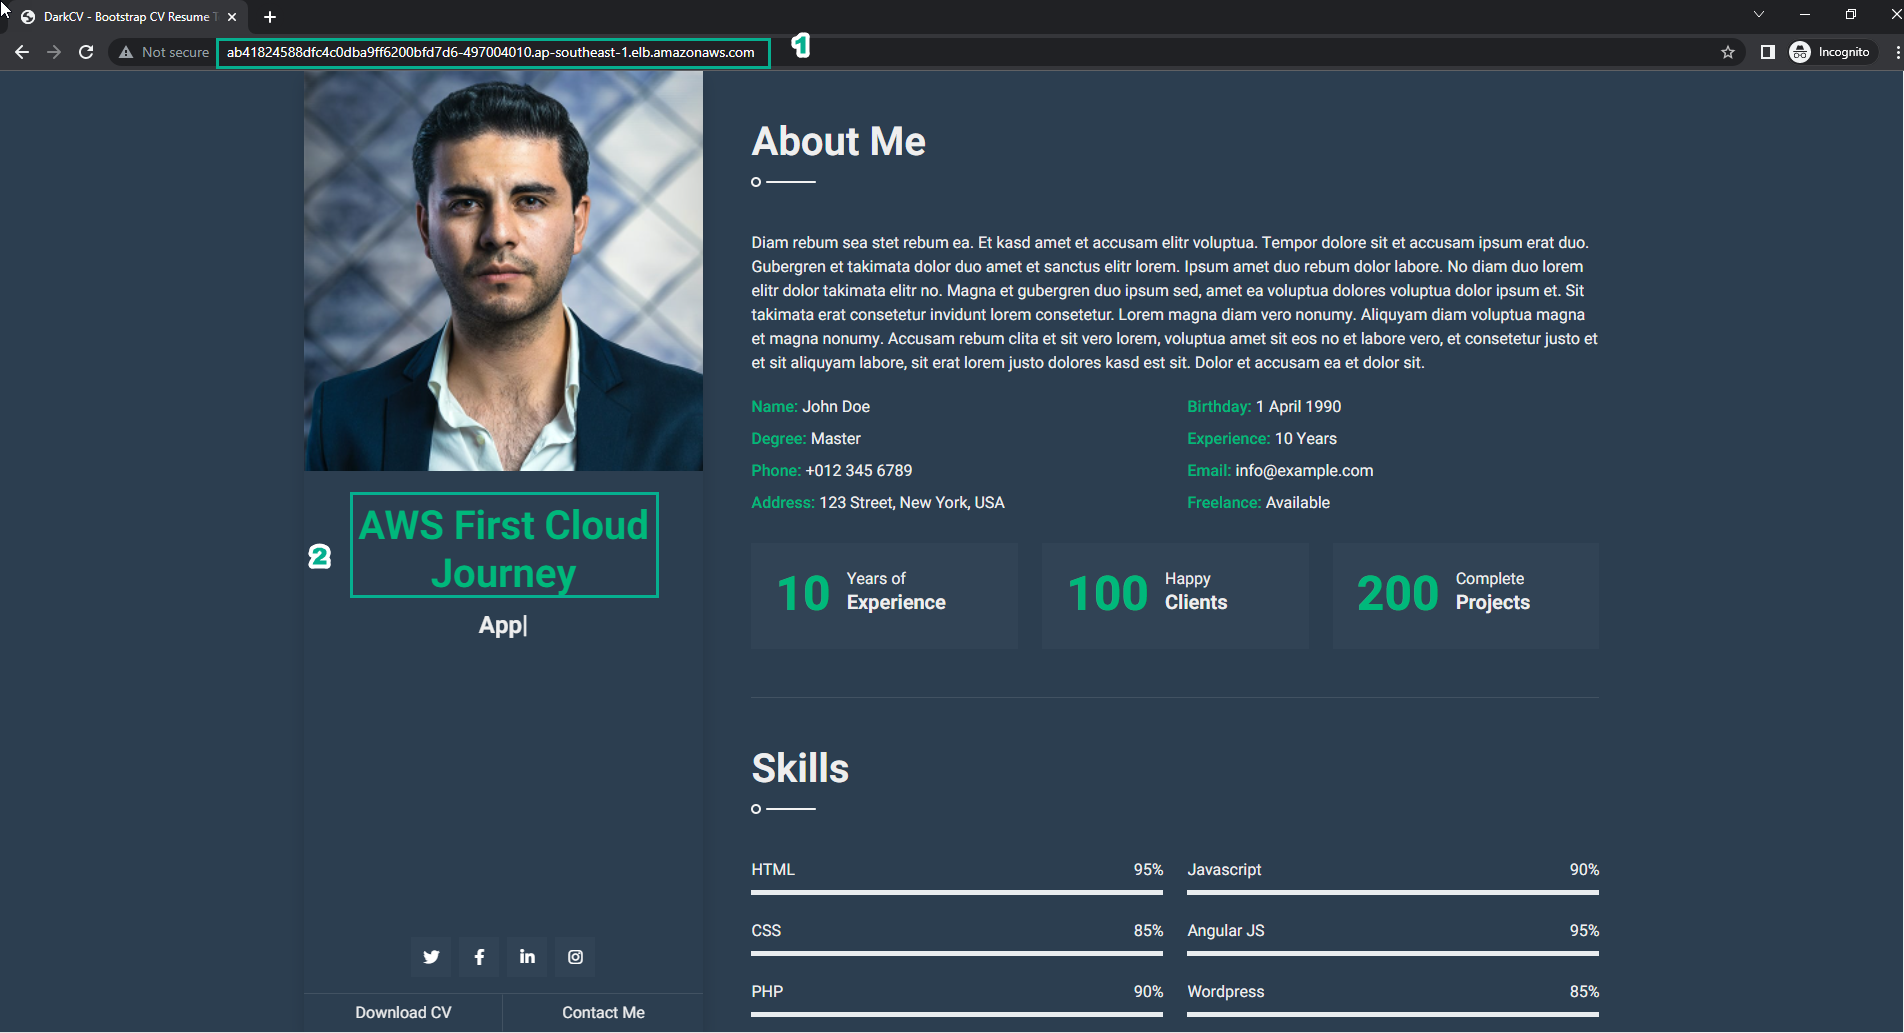 DarkCV - Bootstrap CV Resume
Not secure
ab41824588dfc4c0dba9ff6200bfd7d6-497004010.ap-southeast-1.elb.amazonaws.com
1
Incognito
2
AWS First Cloud
Journey
App|
Download CV
Contact Me
About Me
Diam rebum sea stet rebum ea. Et kasd amet et accusam elitr voluptua. Tempor dolore sit et accusam ipsum erat duo.
Gubergren et takimata dolor duo amet et sanctus elitr lorem. Ipsum amet duo rebum dolor labore. No diam duo lorem
elitr dolor takimata elitr no. Magna et gubergren duo ipsum sed, amet ea voluptua dolores voluptua dolor ipsum et. Sit
takimata erat consetetur invidunt lorem consetetur. Lorem magna diam vero nonumy. Aliquyam diam voluptua magna
et magna nonumy. Accusam rebum clita et sit vero lorem, voluptua amet sit eos no et labore vero, et consetetur justo et
et sit aliquyam labore, sit erat lorem justo dolores kasd est sit. Dolor et accusam ea et dolor sit.
Name: John Doe
Birthday: 1 April 1990
Degree: Master
Experience: 10 Years
Phone: +012 345 6789
Email: info@example.com
Address: 123 Street, New York, USA
Freelance: Available
10 Years of
Experience
100 Happy
Clients
200 Complete
Projects
Skills
HTML 95%
Javascript 90%
CSS 85%
Angular JS 95%
PHP 90%
Wordpress 85%